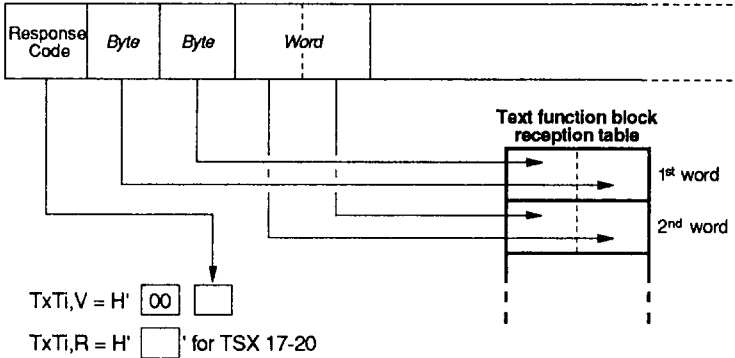 Response
Code
Byte
Byte
Word
Text function block
reception table
1st word
2nd word
TxTi,V = H' 00
TxTi,R = H' ' for TSX 17-20